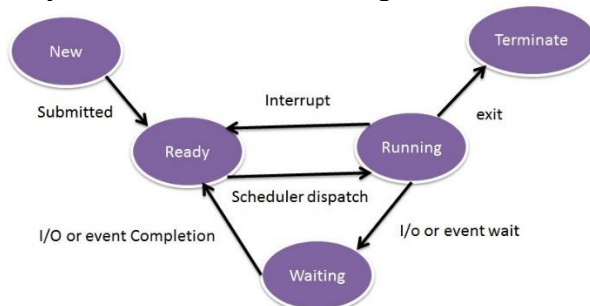 New
Terminate
Submitted
Interrupt
exit
Ready
Running
Scheduler dispatch
I/O or event Completion
I/o or event wait
Waiting